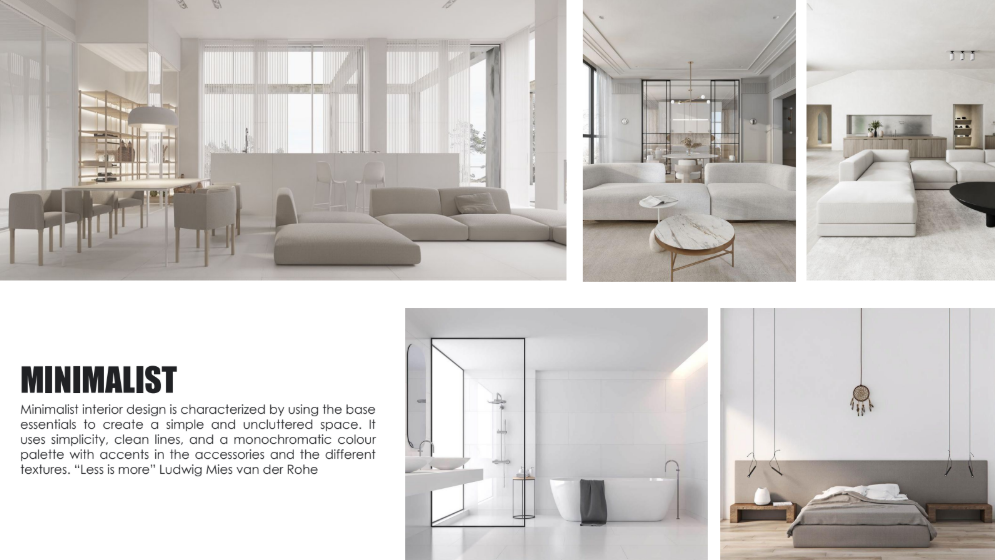 MINIMALIST
Minimalist interior design is characterized by using the base
essentials to create a simple and uncluttered space. It
uses simplicity, clean lines, and a monochromatic colour
palette with accents in the accessories and the different
textures. “Less is more” Ludwig Mies van der Rohe